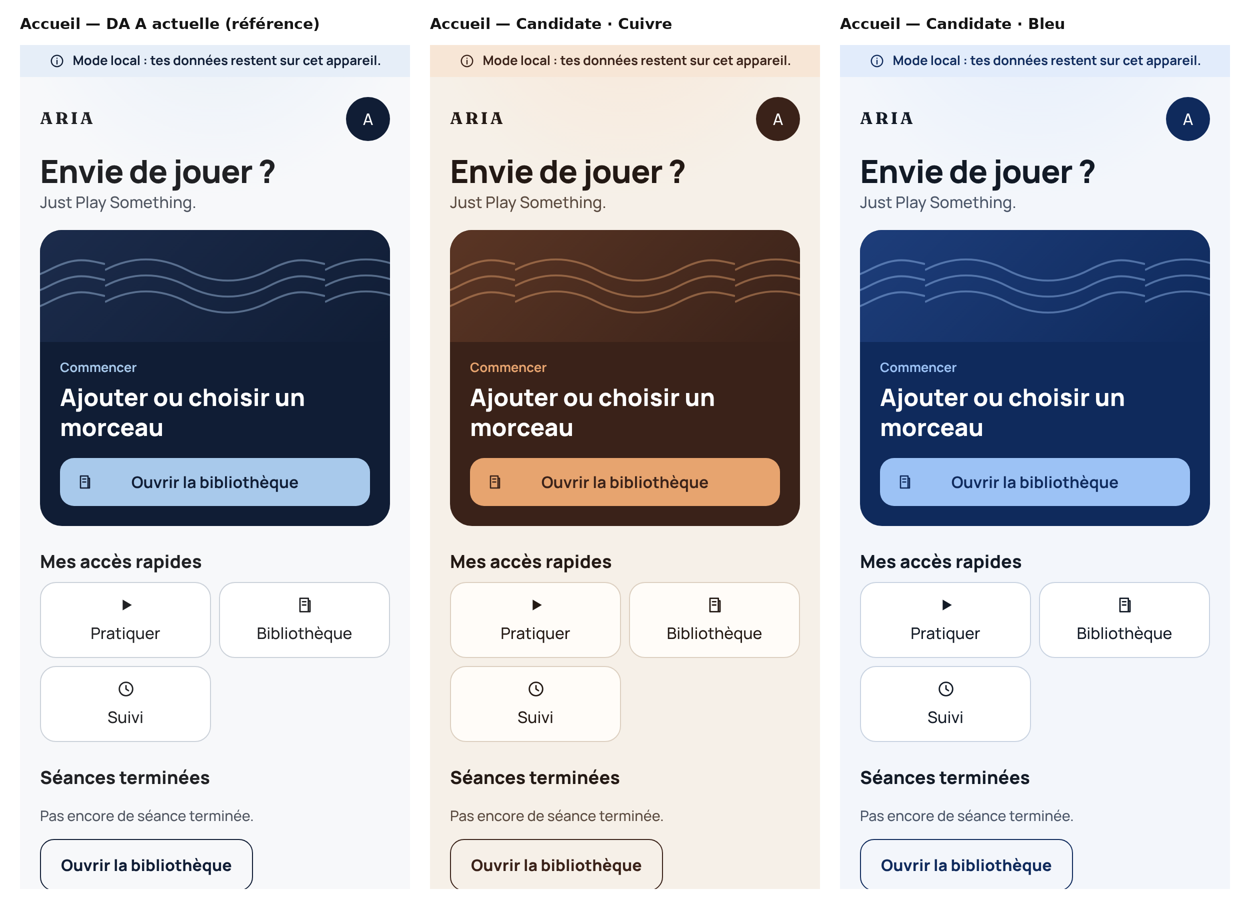 Accueil — DA A actuelle (référence)
Mode local : tes données restent sur cet appareil.
ARIA
A
Envie de jouer ?
Just Play Something.
Commencer
Ajouter ou choisir un
morceau
Ouvrir la bibliothèque
Mes accès rapides
Pratiquer
Bibliothèque
Suivi
Séances terminées
Pas encore de séance terminée.
Ouvrir la bibliothèque
Accueil — Candidate · Cuivre
Mode local : tes données restent sur cet appareil.
ARIA
A
Envie de jouer ?
Just Play Something.
Commencer
Ajouter ou choisir un
morceau
Ouvrir la bibliothèque
Mes accès rapides
Pratiquer
Bibliothèque
Suivi
Séances terminées
Pas encore de séance terminée.
Ouvrir la bibliothèque
Accueil — Candidate · Bleu
Mode local : tes données restent sur cet appareil.
ARIA
A
Envie de jouer ?
Just Play Something.
Commencer
Ajouter ou choisir un
morceau
Ouvrir la bibliothèque
Mes accès rapides
Pratiquer
Bibliothèque
Suivi
Séances terminées
Pas encore de séance terminée.
Ouvrir la bibliothèque